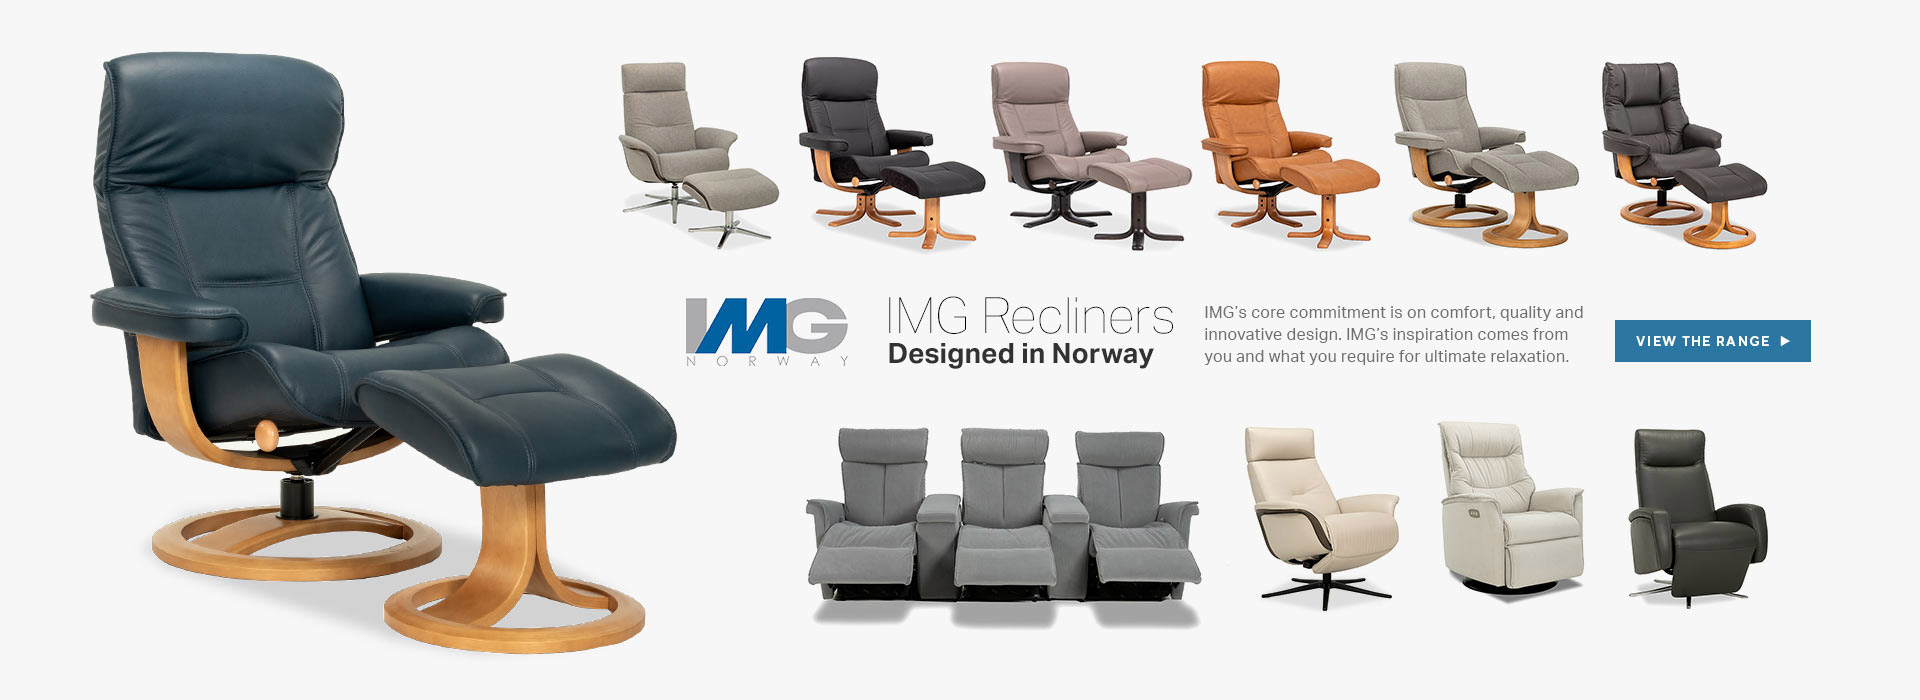 IMG
NORWAY
IMG Recliners
Designed in Norway
IMG’s core commitment is on comfort, quality and
innovative design. IMG’s inspiration comes from
you and what you require for ultimate relaxation.
VIEW THE RANGE ▶